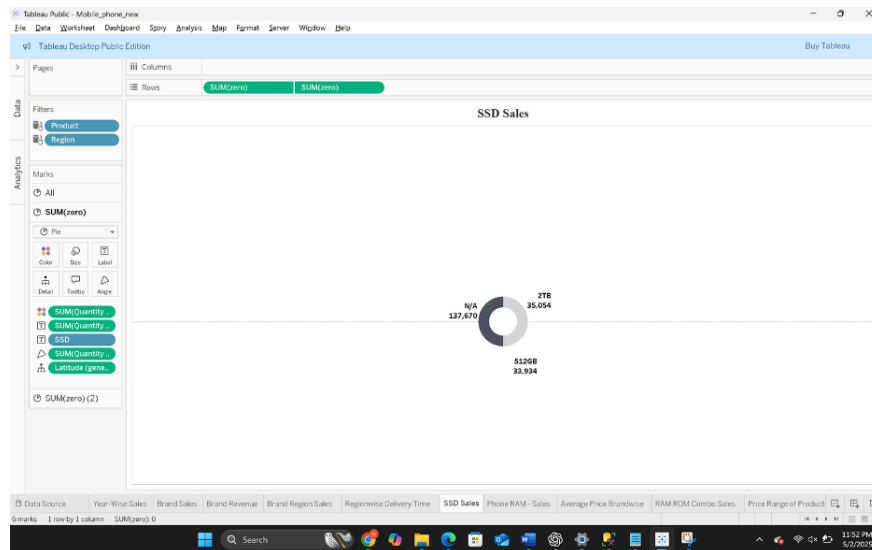 Tableau Public - Mobile_phone_new
File Data Worksheet Dashboard Story Analysis Map Format Server Window Help
Tableau Desktop Public Edition
Buy Tableau
Pages
Columns
Rows
SUM(zero)
SUM(zero)
Data
Analytics
Filters
Product
Region
Marks
All
SUM(zero)
Pie
Color Size Label
Detail Tooltip Angle
SUM(Quantity ..
SUM(Quantity ..
SSD
SUM(Quantity ..
Latitude (gene..
SUM(zero) (2)
SSD Sales
N/A
137,670
2TB
35,054
512GB
33,934
Data Source Year-Wise Sales Brand Sales Brand Revenue Brand Region Sales Regionwise Delivery Time SSD Sales Phone RAM - Sales Average Price Brandwise RAM ROM Combo Sales Price Range of Product
6 marks 1 row by 1 column SUM(zero): 0
Search
11:52 PM
5/2/2025